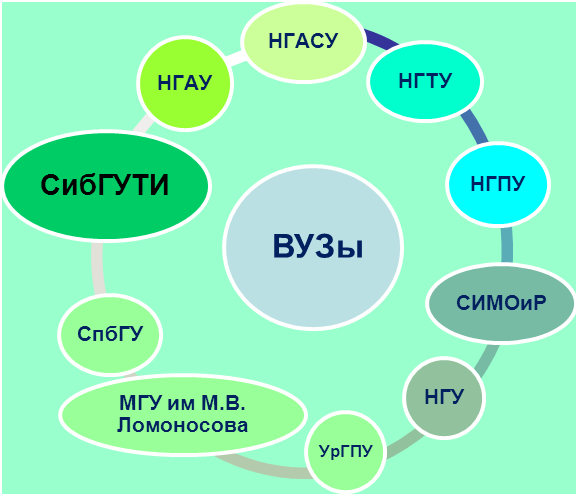 НГАСУ
НГТУ
НГПУ
СИМОиР
НГУ
УрГПУ
МГУ им М.В.
Ломоносова
СпбГУ
СибГУТИ
НГАУ
ВУЗы